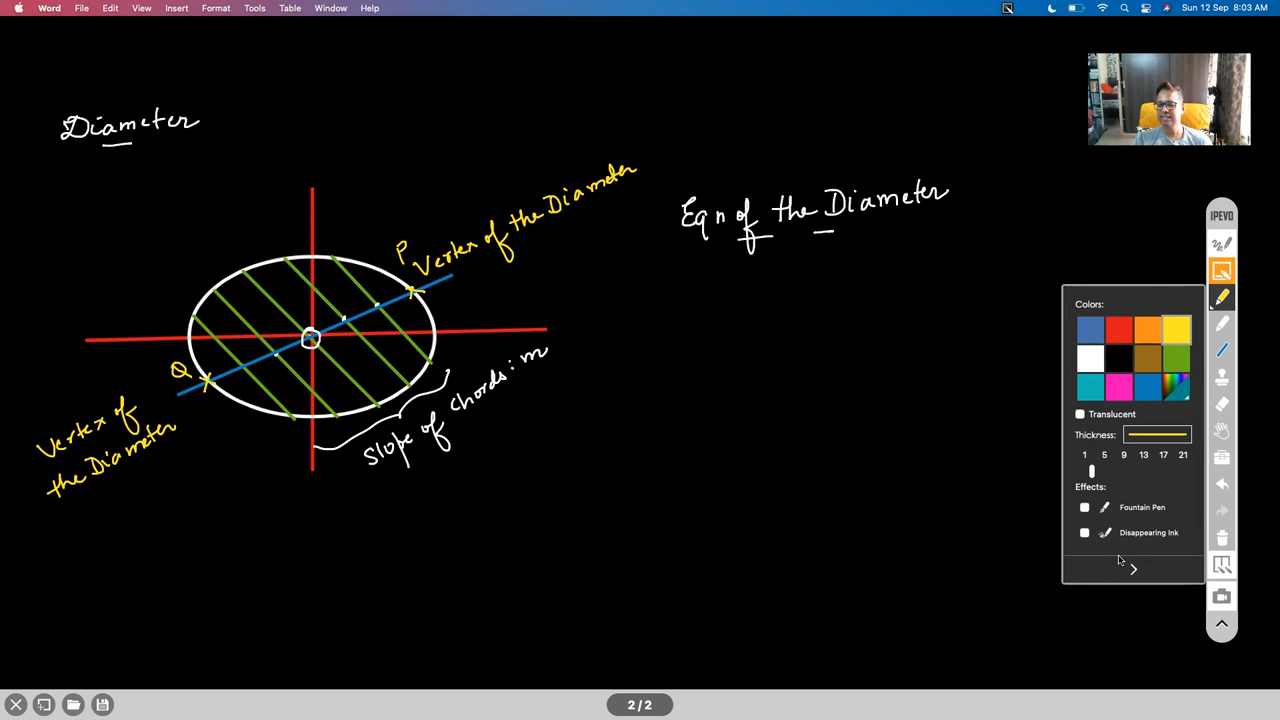 Word File Edit View Insert Format Tools Table Window Help Sun 12 Sep 8:03 AM
Diameter
Eqn of the Diameter
P
Vertex of the Diameter
Q
Vertex of
the Diameter
Slope of chords: m
IPEVO
Colors:
Translucent
Thickness:
1 5 9 13 17 21
Effects:
Fountain Pen
Disappearing Ink
2/2